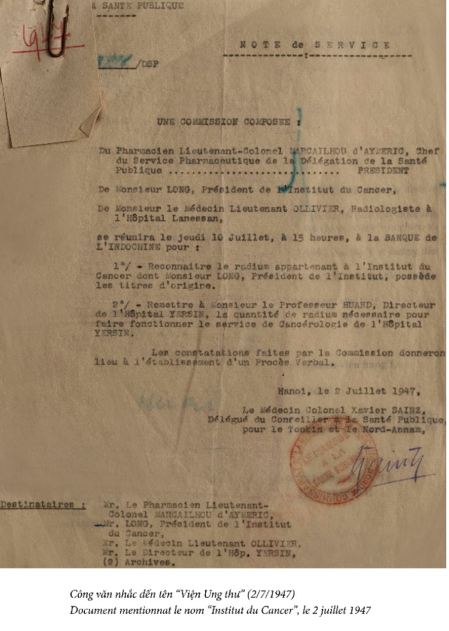 & SANTE PUBLIQUE
NOTE de SERVICE
/DSP
UNE COMMISSION COMPOSEE :
Du Pharmacien Lieutenant-Colonel MARCAILHOU d'AYMERIC, Chef
du Service Pharmaceutique de la Délégation de la Santé
Publique .............................. PRESIDENT
De Monsieur LONG, Président de l'Institut du Cancer,
De Monsieur le Médecin Lieutenant OLLIVIER, Radiologiste à
l'Hôpital Lanessan,
se réunira le jeudi 10 Juillet, à 15 heures, à la BANQUE de
L'INDOCHINE pour :
1°/ - Reconnaitre le radium appartenant à l'Institut du
Cancer dont Monsieur LONG, Président de l'Institut, possède
les titres d'origine.
2°/ - Remettre à Monsieur le Professeur HUARD, Directeur
de l'Hôpital YERSIN, la quantité de radium nécessaire pour
faire fonctionner le service de Cancérologie de l'Hôpital
YERSIN.
Les constatations faites par la Commission donneron
lieu à l'établissement d'un Procès Verbal.
Hanoi, le 2 Juillet 1947,
Le Médecin Colonel Xavier SAINZ,
Délégué du Conseiller à la Santé Publique,
pour le Tonkin et le Nord-Annam,
Destinataires :
Mr. Le Pharmacien Lieutenant-
Colonel MARCAILHOU d'AYMERIC,
Mr. LONG, Président de l'Institut
du Cancer,
Mr. Le Médecin Lieutenant OLLIVIER,
Mr. Le Directeur de l'Hôp. YERSIN,
(2) Archives.
Công văn nhắc đến tên “Viện Ung thư” (2/7/1947)
Document mentionnat le nom “Institut du Cancer”, le 2 juillet 1947